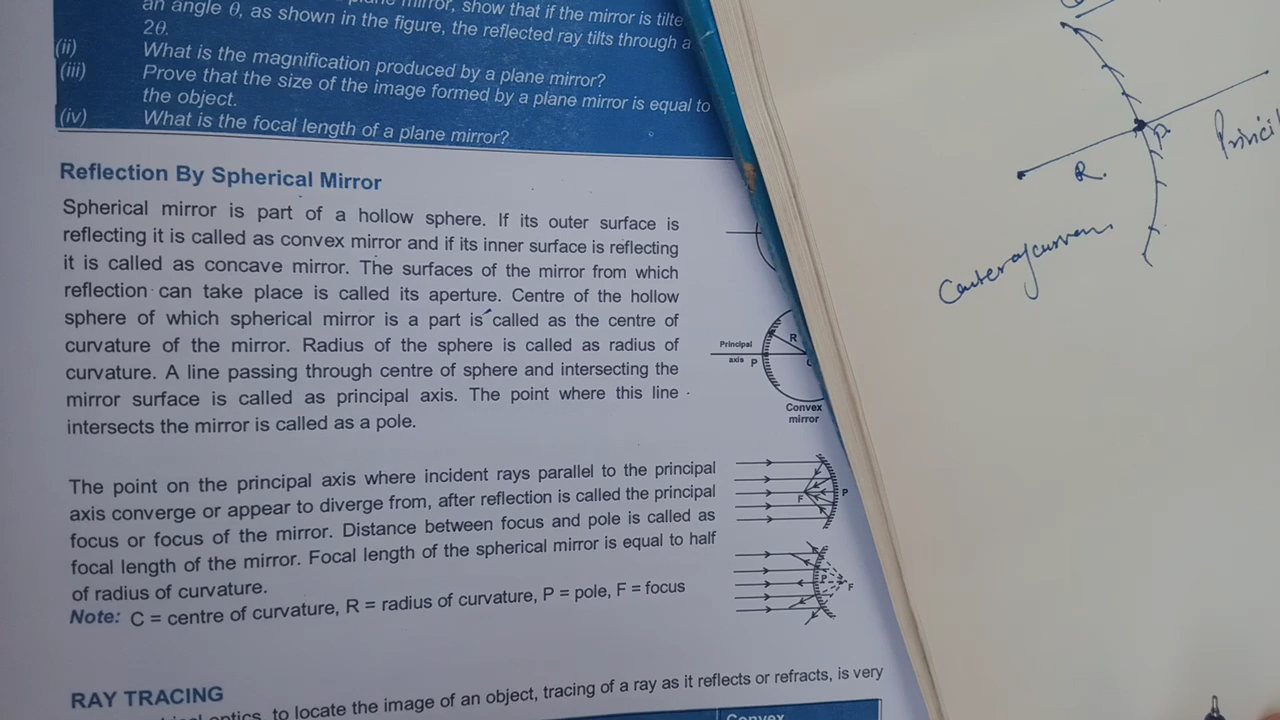 mirror, show that if the mirror is tilte
an angle θ, as shown in the figure, the reflected ray tilts through a
2θ.
(ii) What is the magnification produced by a plane mirror?
(iii) Prove that the size of the image formed by a plane mirror is equal to
the object.
(iv) What is the focal length of a plane mirror?
Reflection By Spherical Mirror
Spherical mirror is part of a hollow sphere. If its outer surface is
reflecting it is called as convex mirror and if its inner surface is reflecting
it is called as concave mirror. The surfaces of the mirror from which
reflection can take place is called its aperture. Centre of the hollow
sphere of which spherical mirror is a part is called as the centre of
curvature of the mirror. Radius of the sphere is called as radius of
curvature. A line passing through centre of sphere and intersecting the
mirror surface is called as principal axis. The point where this line
intersects the mirror is called as a pole.
Principal
axis P
R
Convex
mirror
The point on the principal axis where incident rays parallel to the principal
axis converge or appear to diverge from, after reflection is called the principal
focus or focus of the mirror. Distance between focus and pole is called as
focal length of the mirror. Focal length of the spherical mirror is equal to half
of radius of curvature.
Note: C = centre of curvature, R = radius of curvature, P = pole, F = focus
F P
P F
RAY TRACING
optics, to locate the image of an object, tracing of a ray as it reflects or refracts, is very
Convex
P
R.
Princi